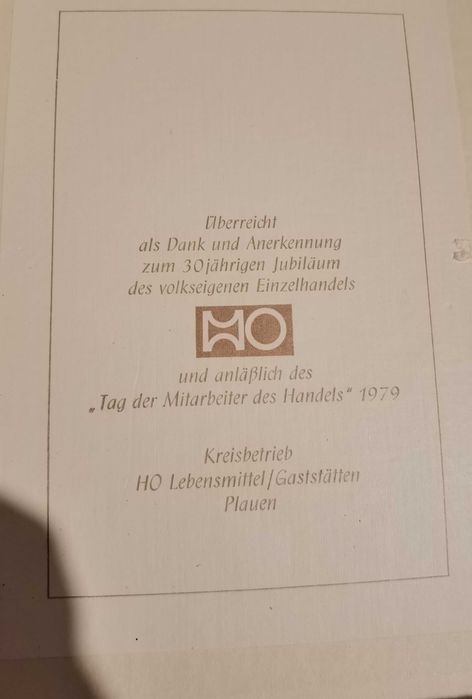 Überreicht
als Dank und Anerkennung
zum 30jährigen Jubiläum
des volkseigenen Einzelhandels
HO
und anläßlich des
„Tag der Mitarbeiter des Handels“ 1979
Kreisbetrieb
HO Lebensmittel/Gaststätten
Plauen